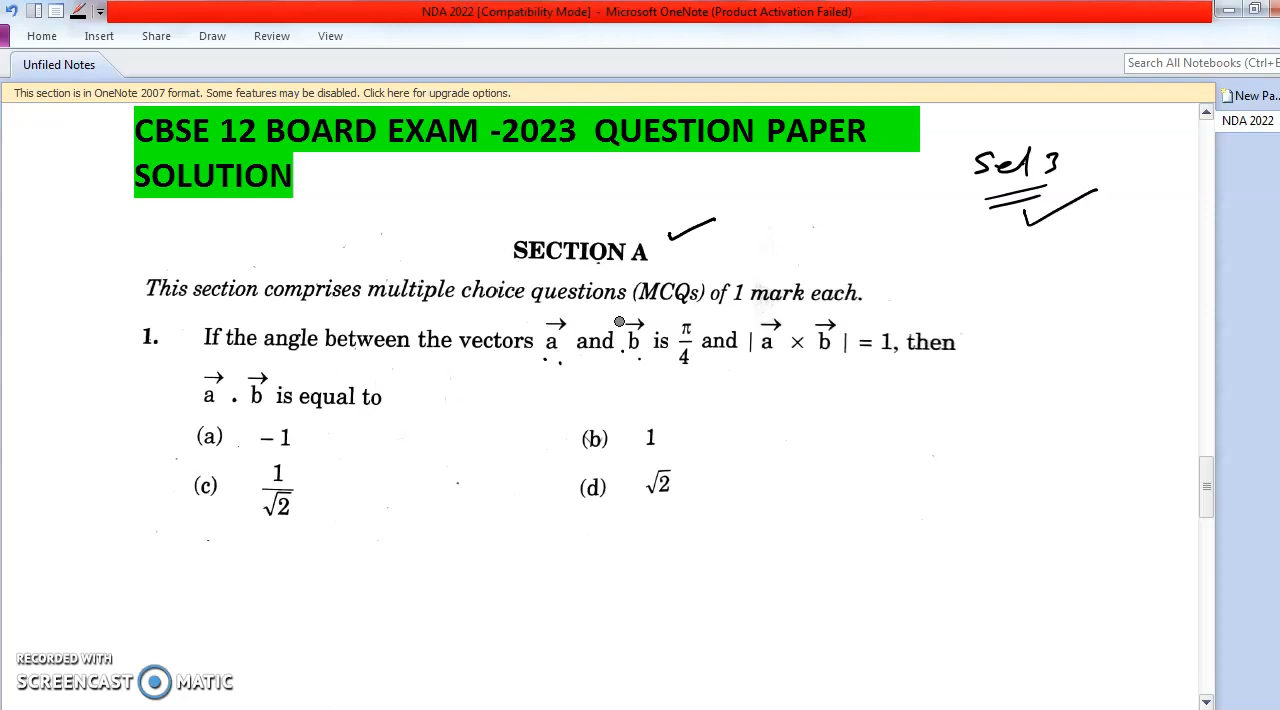 NDA 2022 [Compatibility Mode] - Microsoft OneNote (Product Activation Failed)
Home Insert Share Draw Review View
Unfiled Notes
Search All Notebooks (Ctrl+E
This section is in OneNote 2007 format. Some features may be disabled. Click here for upgrade options.
New Pa..
NDA 2022
CBSE 12 BOARD EXAM -2023 QUESTION PAPER
SOLUTION
Set 3
SECTION A
This section comprises multiple choice questions (MCQs) of 1 mark each.
1. If the angle between the vectors a⃗ and b⃗ is π/4 and | a⃗ × b⃗ | = 1, then
a⃗ . b⃗ is equal to
(a) – 1 (b) 1
(c) 1/√2 (d) √2
RECORDED WITH
SCREENCAST MATIC